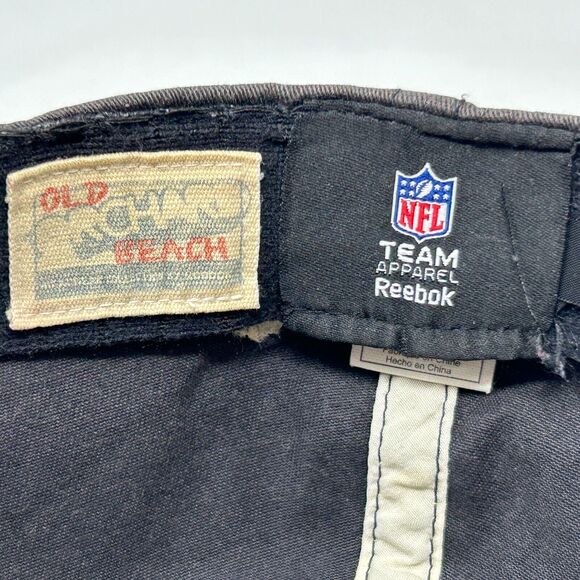 OLD
BEACH
NFL
TEAM
APPAREL
Reebok
Hecho en China